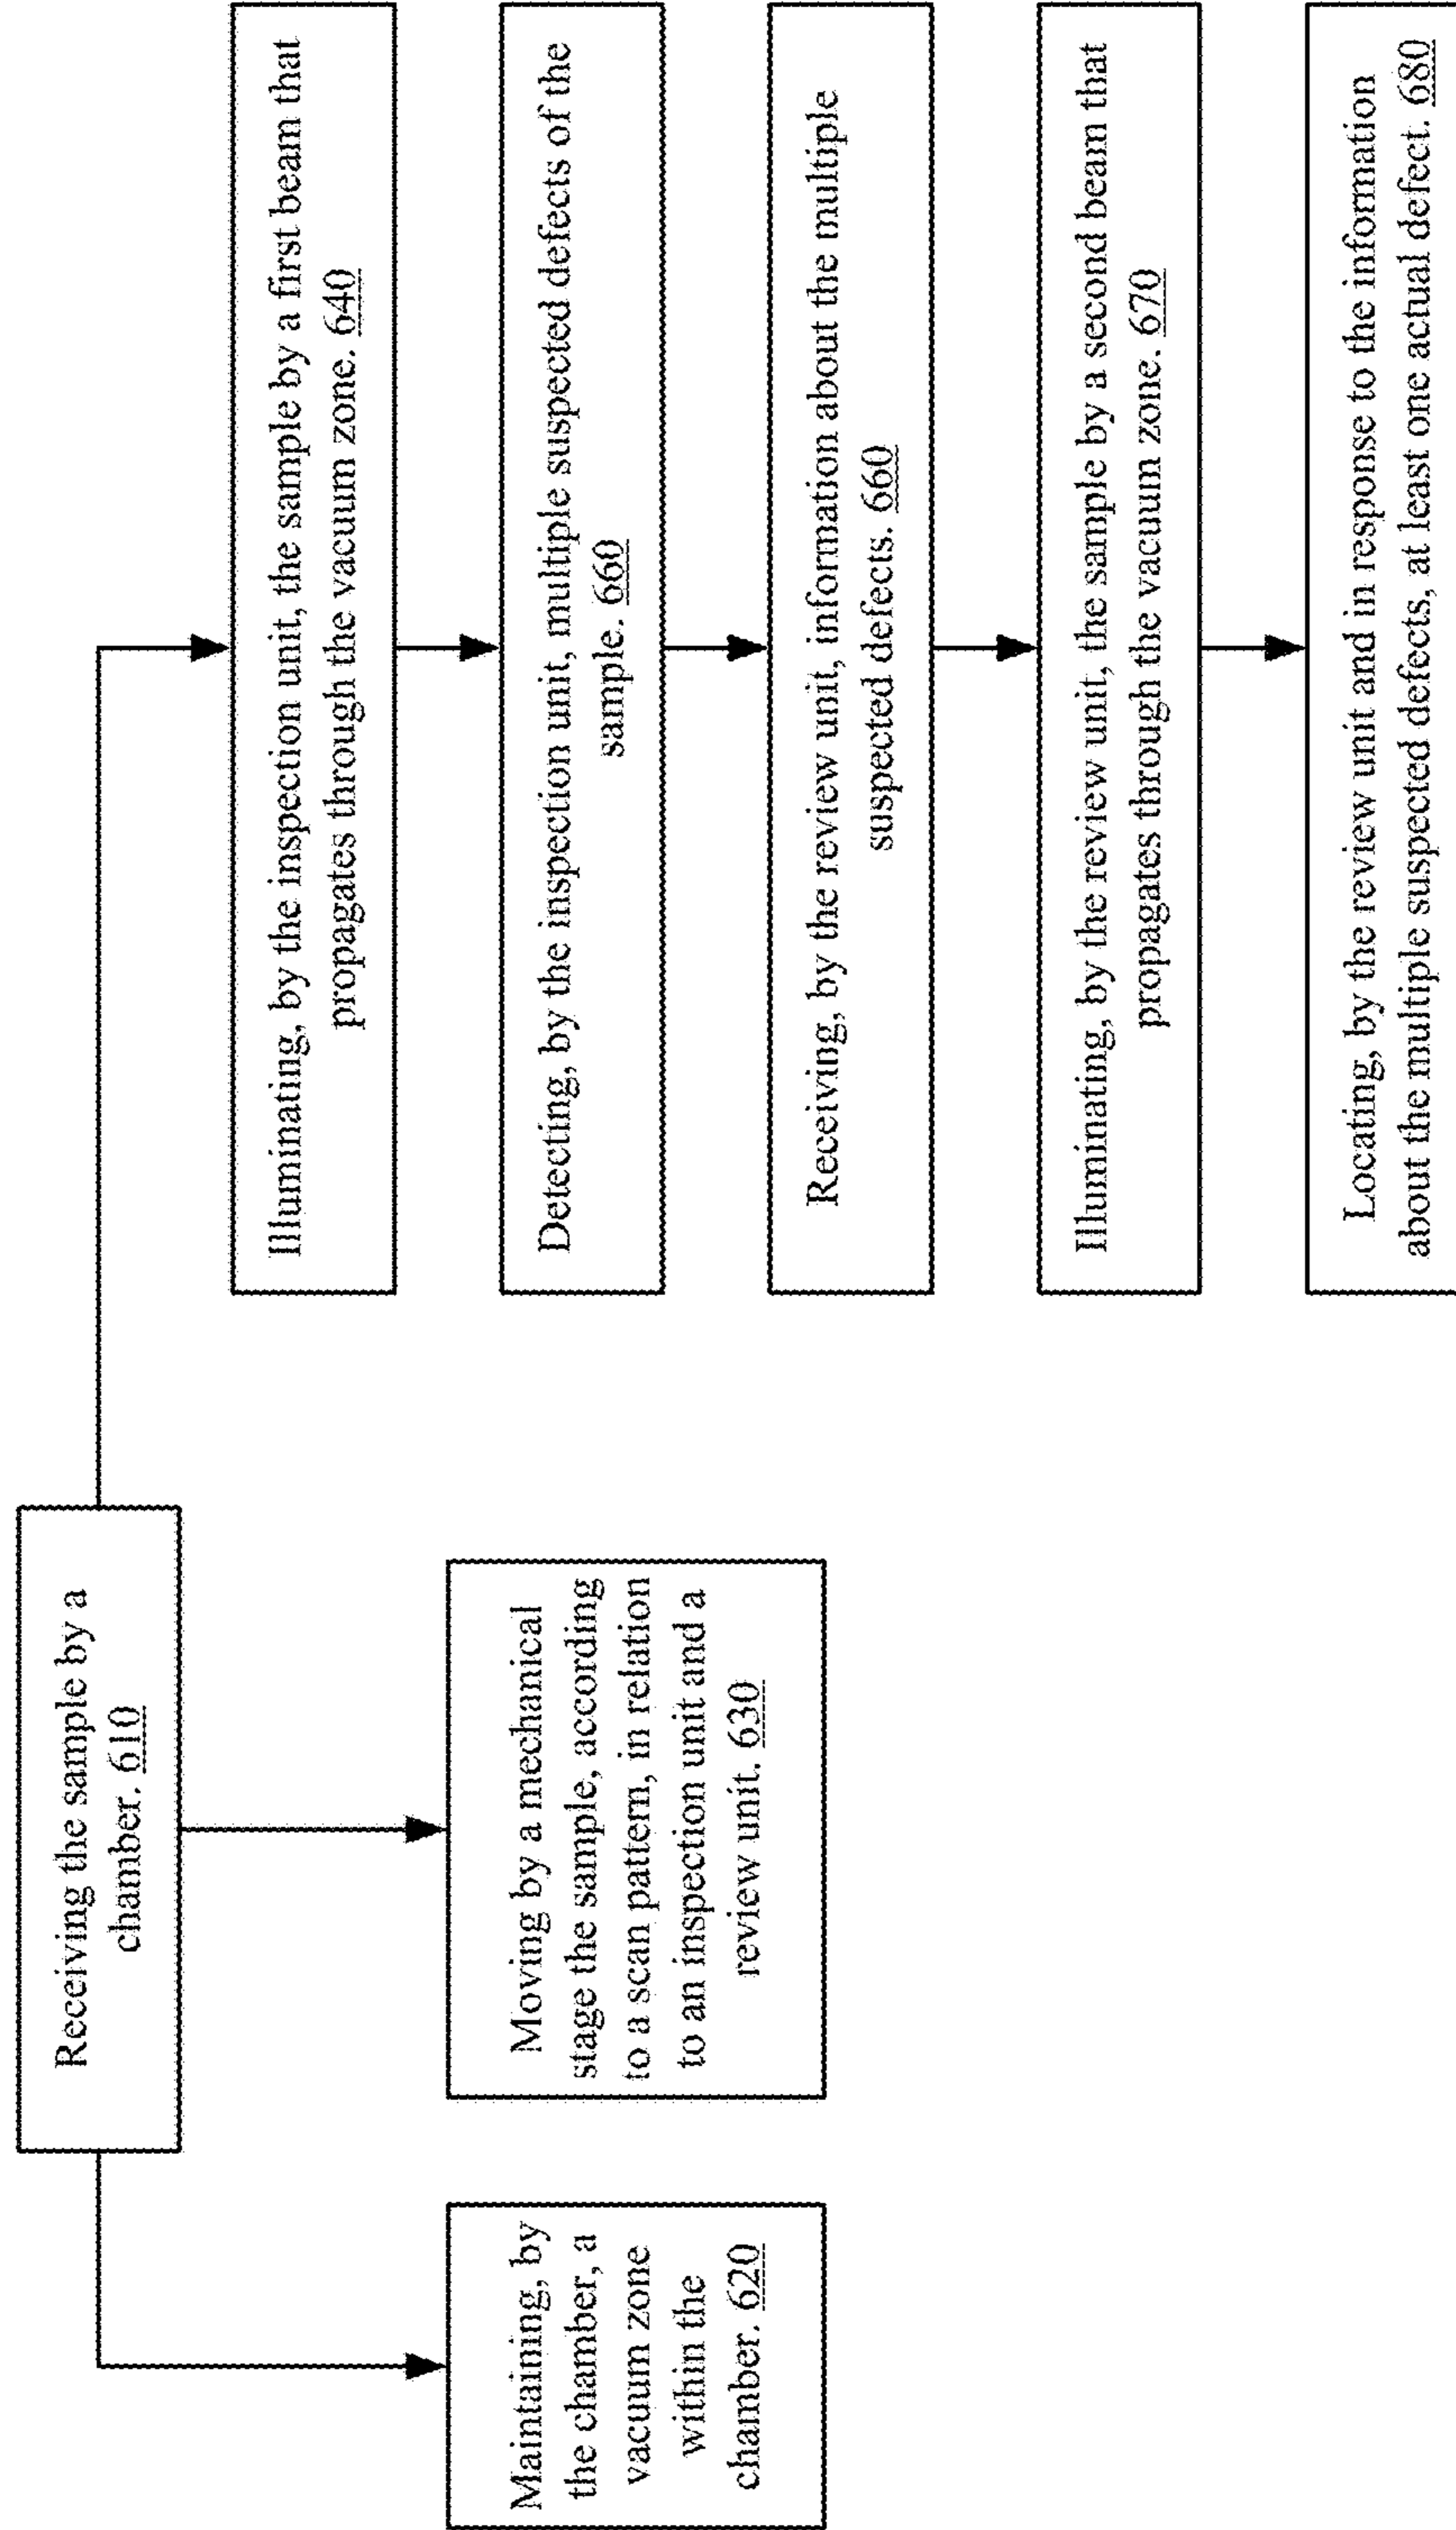 Receiving the sample by a
chamber. 610
Maintaining, by
the chamber, a
vacuum zone
within the
chamber. 620
Moving by a mechanical
stage the sample, according
to a scan pattern, in relation
to an inspection unit and a
review unit. 630
Illuminating, by the inspection unit, the sample by a first beam that
propagates through the vacuum zone. 640
Detecting, by the inspection unit, multiple suspected defects of the
sample. 660
Receiving, by the review unit, information about the multiple
suspected defects. 660
Illuminating, by the review unit, the sample by a second beam that
propagates through the vacuum zone. 670
Locating, by the review unit and in response to the information
about the multiple suspected defects, at least one actual defect. 680